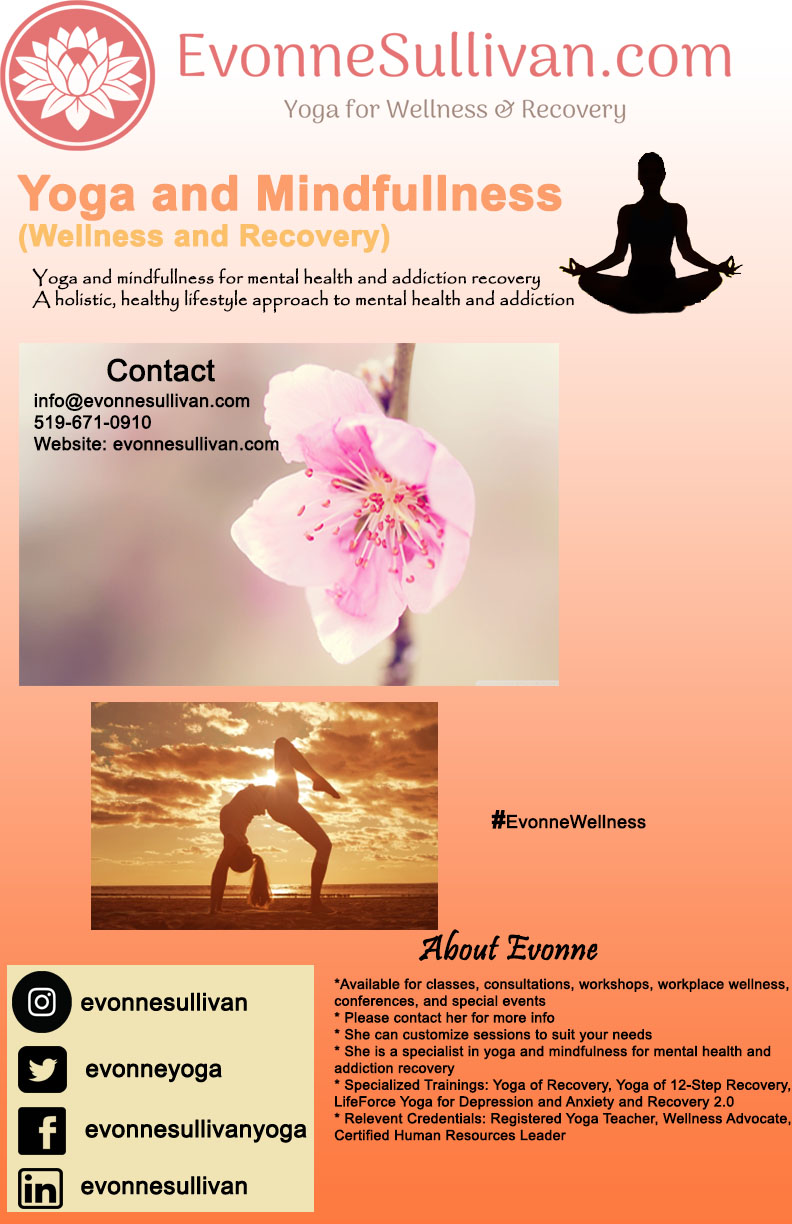 EvonneSullivan.com
Yoga for Wellness & Recovery
Yoga and Mindfullness
(Wellness and Recovery)
Yoga and mindfullness for mental health and addiction recovery
A holistic, healthy lifestyle approach to mental health and addiction
Contact
info@evonnesullivan.com
519-671-0910
Website: evonnesullivan.com
#EvonneWellness
About Evonne
*Available for classes, consultations, workshops, workplace wellness,
conferences, and special events
* Please contact her for more info
* She can customize sessions to suit your needs
* She is a specialist in yoga and mindfulness for mental health and
addiction recovery
* Specialized Trainings: Yoga of Recovery, Yoga of 12-Step Recovery,
LifeForce Yoga for Depression and Anxiety and Recovery 2.0
* Relevent Credentials: Registered Yoga Teacher, Wellness Advocate,
Certified Human Resources Leader
evonnesullivan
evonneyoga
evonnesullivanyoga
evonnesullivan